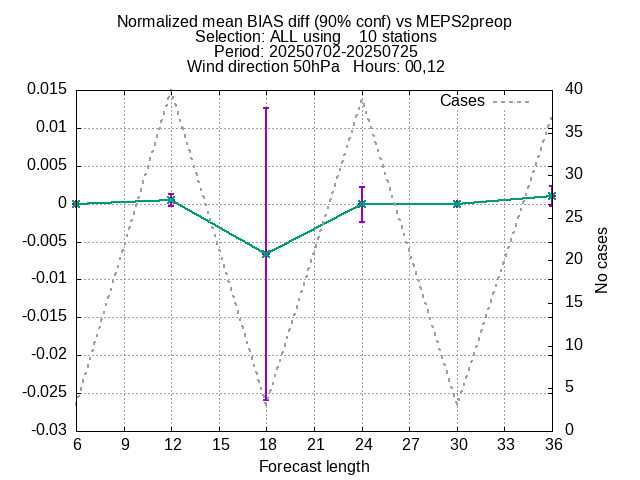 Normalized mean BIAS diff (90% conf) vs MEPS2preop
Selection: ALL using    10 stations
Period: 20250702-20250725
Wind direction 50hPa   Hours: 00,12
Cases
0.015
0.01
0.005
0
-0.005
-0.01
-0.015
-0.02
-0.025
-0.03
40
35
30
25
20
15
10
5
0
No cases
6 9 12 15 18 21 24 27 30 33 36
Forecast length